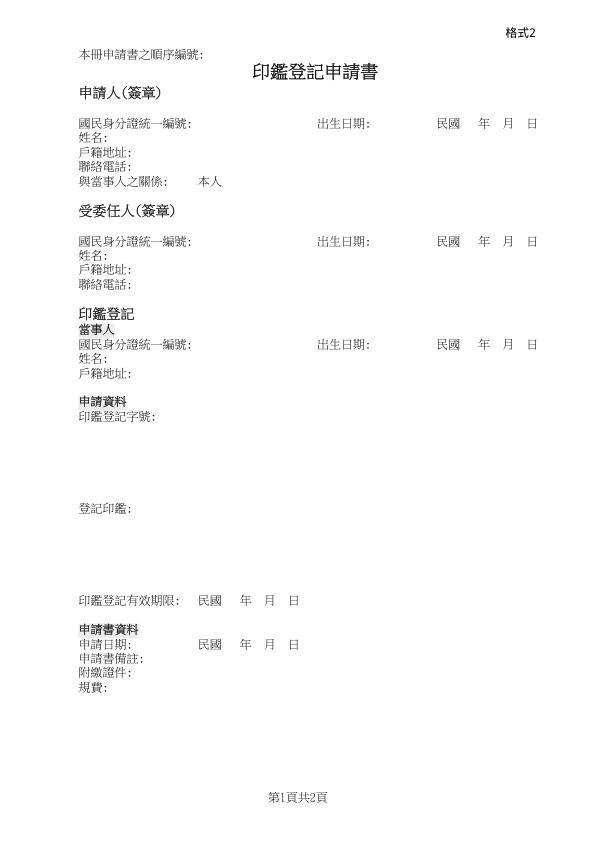 格式2
本冊申請書之順序編號:
印鑑登記申請書
申請人(簽章)
國民身分證統一編號: 出生日期: 民國 年 月 日
姓名:
戶籍地址:
聯絡電話:
與當事人之關係: 本人
受委任人(簽章)
國民身分證統一編號: 出生日期: 民國 年 月 日
姓名:
戶籍地址:
聯絡電話:
印鑑登記
當事人
國民身分證統一編號: 出生日期: 民國 年 月 日
姓名:
戶籍地址:
申請資料
印鑑登記字號:
登記印鑑:
印鑑登記有效期限: 民國 年 月 日
申請書資料
申請日期: 民國 年 月 日
申請書備註:
附繳證件:
規費:
第1頁共2頁